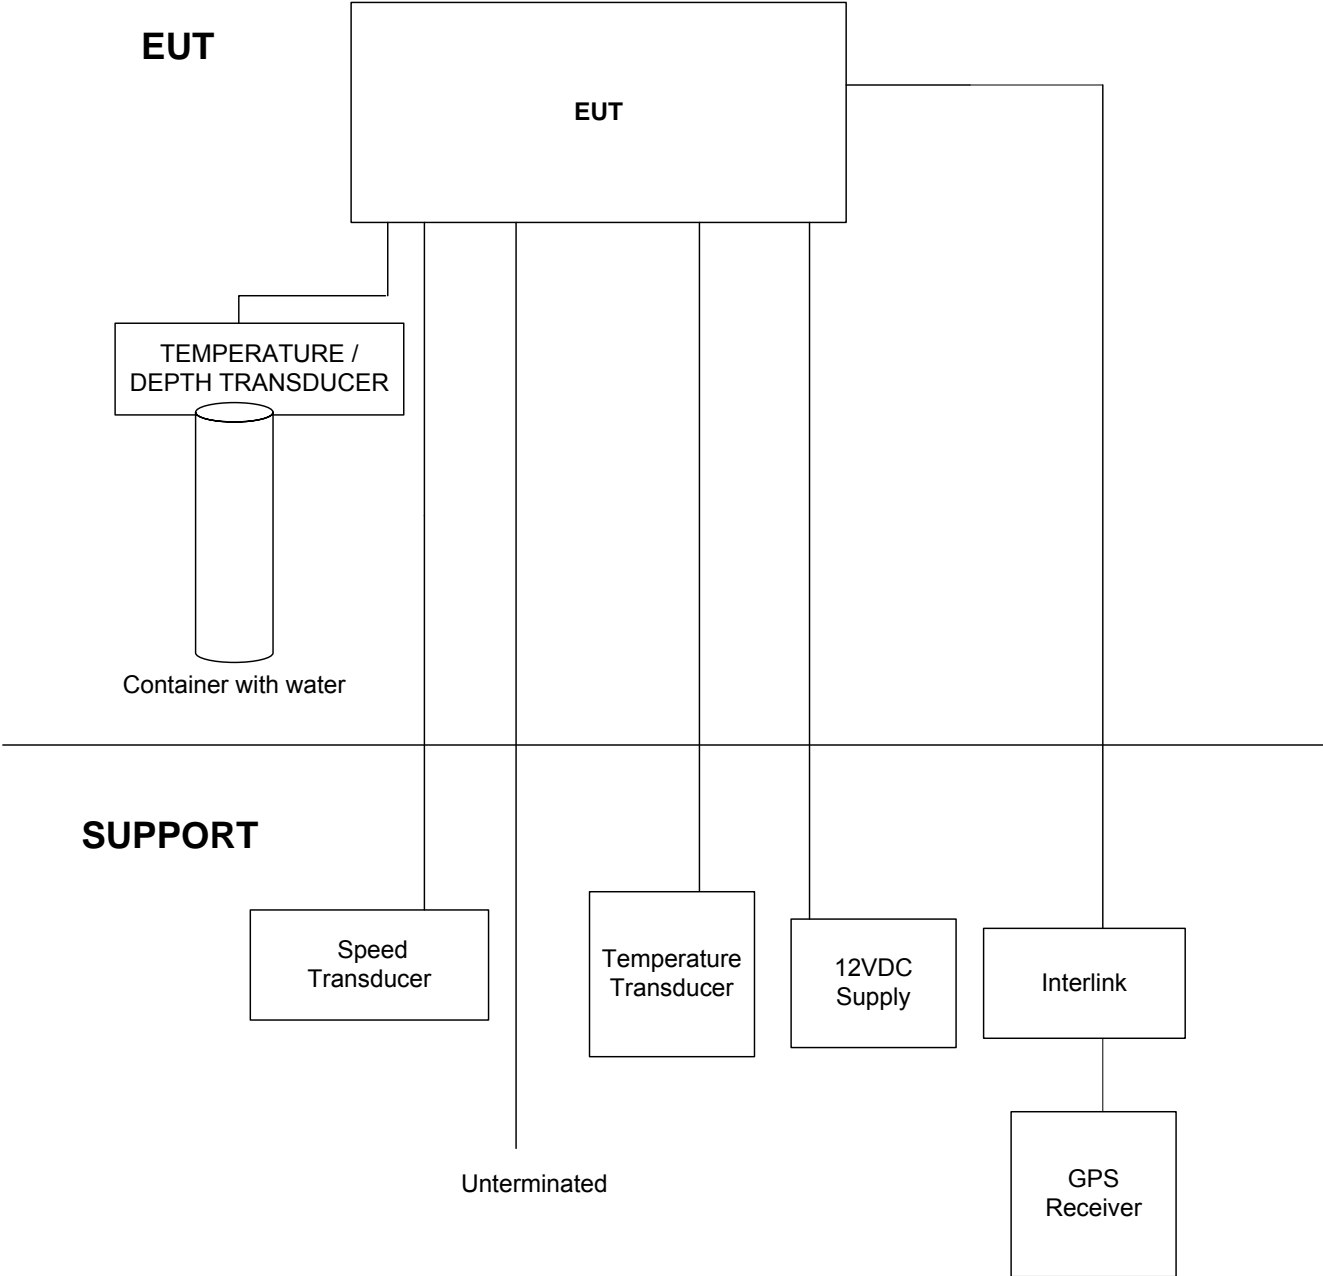 EUT
EUT
TEMPERATURE /
DEPTH TRANSDUCER
Container with water
SUPPORT
Speed
Transducer
Temperature
Transducer
12VDC
Supply
Interlink
Unterminated
GPS
Receiver